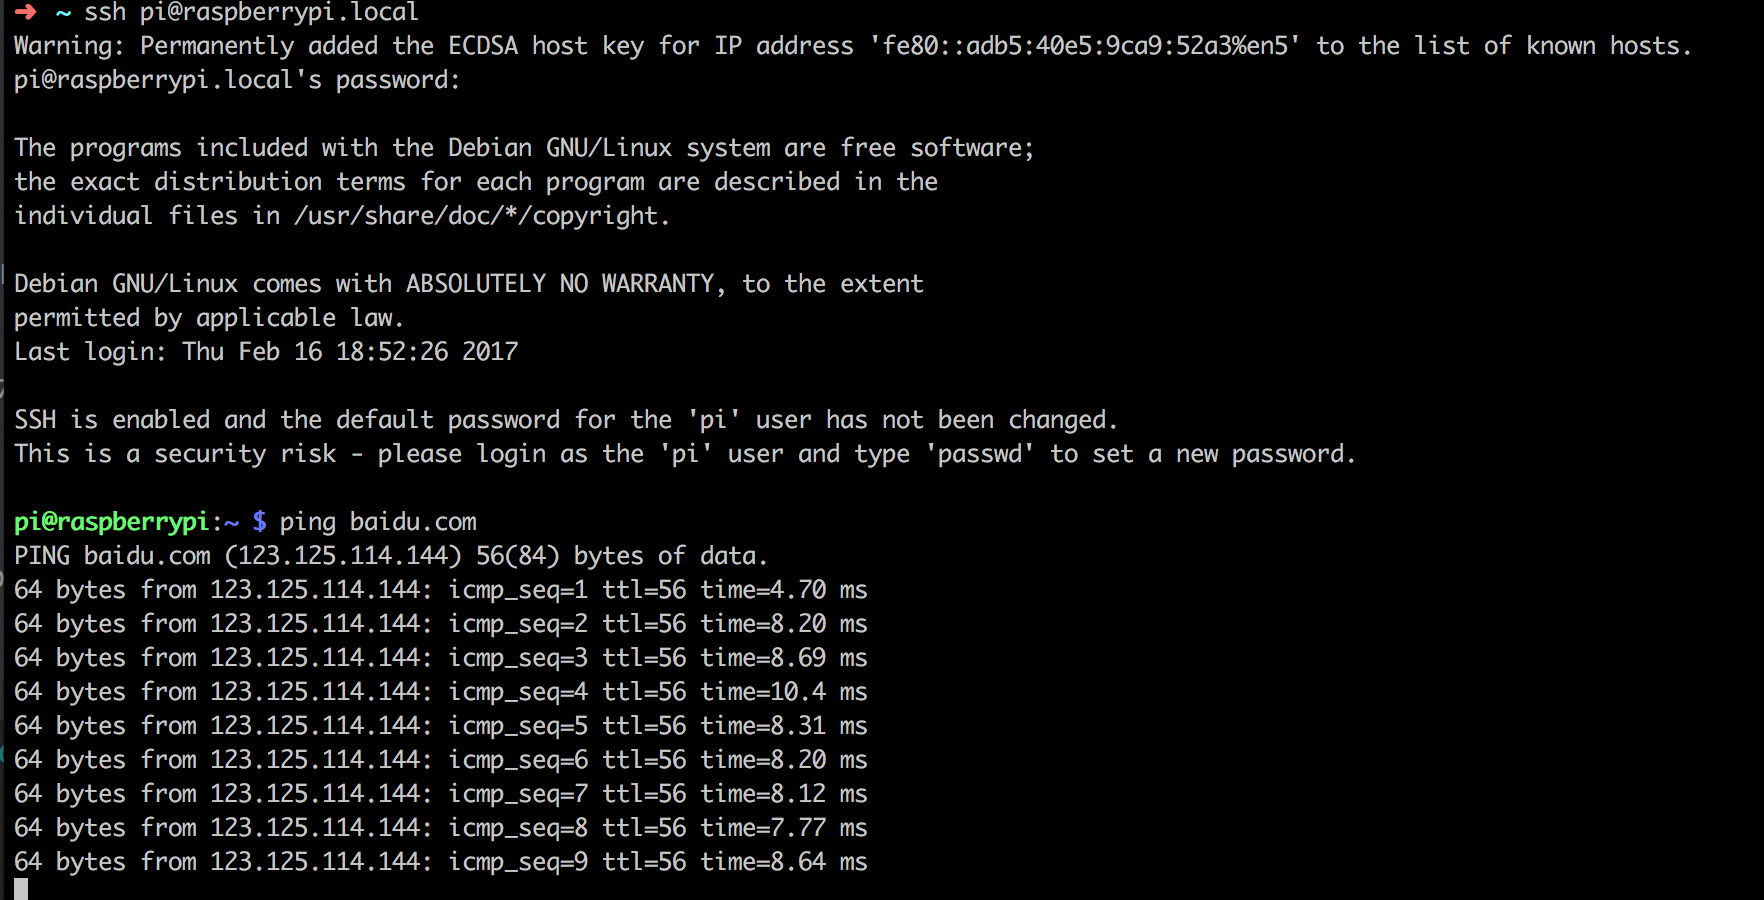 ➜ ~ ssh pi@raspberrypi.local
Warning: Permanently added the ECDSA host key for IP address 'fe80::adb5:40e5:9ca9:52a3%en5' to the list of known hosts.
pi@raspberrypi.local's password:
The programs included with the Debian GNU/Linux system are free software;
the exact distribution terms for each program are described in the
individual files in /usr/share/doc/*/copyright.
Debian GNU/Linux comes with ABSOLUTELY NO WARRANTY, to the extent
permitted by applicable law.
Last login: Thu Feb 16 18:52:26 2017
SSH is enabled and the default password for the 'pi' user has not been changed.
This is a security risk - please login as the 'pi' user and type 'passwd' to set a new password.
pi@raspberrypi:~ $ ping baidu.com
PING baidu.com (123.125.114.144) 56(84) bytes of data.
64 bytes from 123.125.114.144: icmp_seq=1 ttl=56 time=4.70 ms
64 bytes from 123.125.114.144: icmp_seq=2 ttl=56 time=8.20 ms
64 bytes from 123.125.114.144: icmp_seq=3 ttl=56 time=8.69 ms
64 bytes from 123.125.114.144: icmp_seq=4 ttl=56 time=10.4 ms
64 bytes from 123.125.114.144: icmp_seq=5 ttl=56 time=8.31 ms
64 bytes from 123.125.114.144: icmp_seq=6 ttl=56 time=8.20 ms
64 bytes from 123.125.114.144: icmp_seq=7 ttl=56 time=8.12 ms
64 bytes from 123.125.114.144: icmp_seq=8 ttl=56 time=7.77 ms
64 bytes from 123.125.114.144: icmp_seq=9 ttl=56 time=8.64 ms